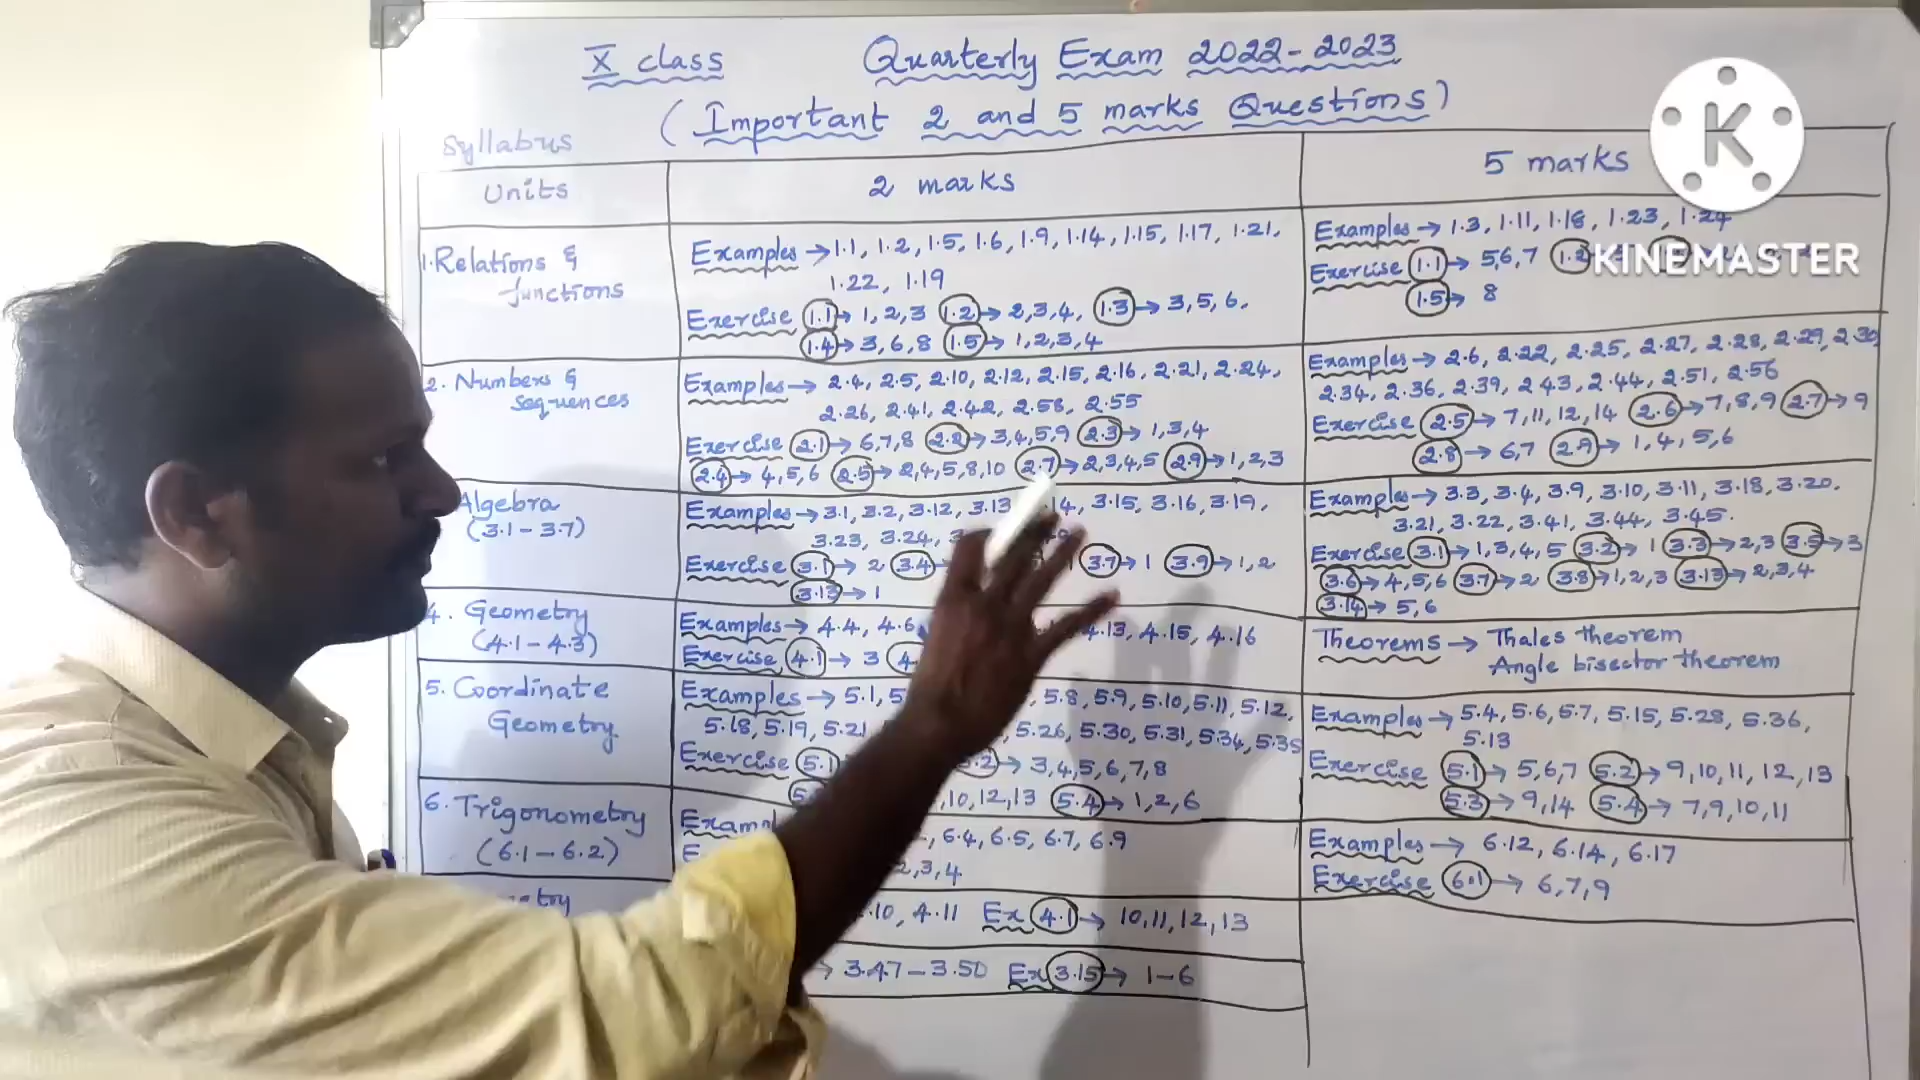 X class Quarterly Exam 2022-2023
(Important 2 and 5 marks Questions)
Syllabus
Units
2 marks
5 marks
K
KINEMASTER
1. Relations &
functions
Examples → 1.1, 1.2, 1.5, 1.6, 1.9, 1.14, 1.15, 1.17, 1.21,
1.22, 1.19
Exercise 1.1 → 1, 2, 3 1.2 → 2, 3, 4, 1.3 → 3, 5, 6,
1.4 → 3, 6, 8 1.5 → 1, 2, 3, 4
Examples → 1.3, 1.11, 1.18, 1.23, 1.24
Exercise 1.1 → 5, 6, 7 1.2
1.5 → 8
2. Numbers &
sequences
Examples → 2.4, 2.5, 2.10, 2.12, 2.15, 2.16, 2.21, 2.24,
2.26, 2.41, 2.42, 2.58, 2.55
Exercise 2.1 → 6, 7, 8 2.2 → 3, 4, 5, 9 2.3 → 1, 3, 4
2.4 → 4, 5, 6 2.5 → 2, 4, 5, 8, 10 2.7 → 2, 3, 4, 5 2.9 → 1, 2, 3
Examples → 2.6, 2.22, 2.25, 2.27, 2.28, 2.29, 2.30
2.34, 2.36, 2.39, 2.43, 2.44, 2.51, 2.56
Exercise 2.5 → 7, 11, 12, 14 2.6 → 7, 8, 9 2.7 → 9
2.8 → 6, 7 2.9 → 1, 4, 5, 6
Algebra
(3.1 - 3.7)
Examples → 3.1, 3.2, 3.12, 3.13 .14, 3.15, 3.16, 3.19,
3.23, 3.24,
Exercise 3.1 → 2 3.4 3.7 → 1 3.9 → 1, 2
3.13 → 1
Examples → 3.3, 3.4, 3.9, 3.10, 3.11, 3.18, 3.20.
3.21, 3.22, 3.41, 3.44, 3.45.
Exercise 3.1 → 1, 3, 4, 5 3.2 → 1 3.3 → 2, 3 3.5 → 3
3.6 → 4, 5, 6 3.7 → 2 3.8 → 1, 2, 3 3.13 → 2, 3, 4
3.14 → 5, 6
4. Geometry
(4.1 - 4.3)
Examples → 4.4, 4.6 4.13, 4.15, 4.16
Exercise 4.1 → 3
Theorems → Thales theorem
Angle bisector theorem
5. Coordinate
Geometry
Examples → 5.1, 5.8, 5.9, 5.10, 5.11, 5.12,
5.18, 5.19, 5.21 5.26, 5.30, 5.31, 5.34, 5.35
Exercise 5.1 .2 → 3, 4, 5, 6, 7, 8
10, 12, 13 5.4 → 1, 2, 6
Examples → 5.4, 5.6, 5.7, 5.15, 5.28, 5.36,
5.13
Exercise 5.1 → 5, 6, 7 5.2 → 9, 10, 11, 12, 13
5.3 → 9, 14 5.4 → 7, 9, 10, 11
6. Trigonometry
(6.1 - 6.2)
Exampl 6.4, 6.5, 6.7, 6.9
2, 3, 4
Examples → 6.12, 6.14, 6.17
Exercise 6.1 → 6, 7, 9
.10, 4.11 Ex 4.1 → 10, 11, 12, 13
→ 3.47 - 3.50 Ex 3.15 → 1 - 6